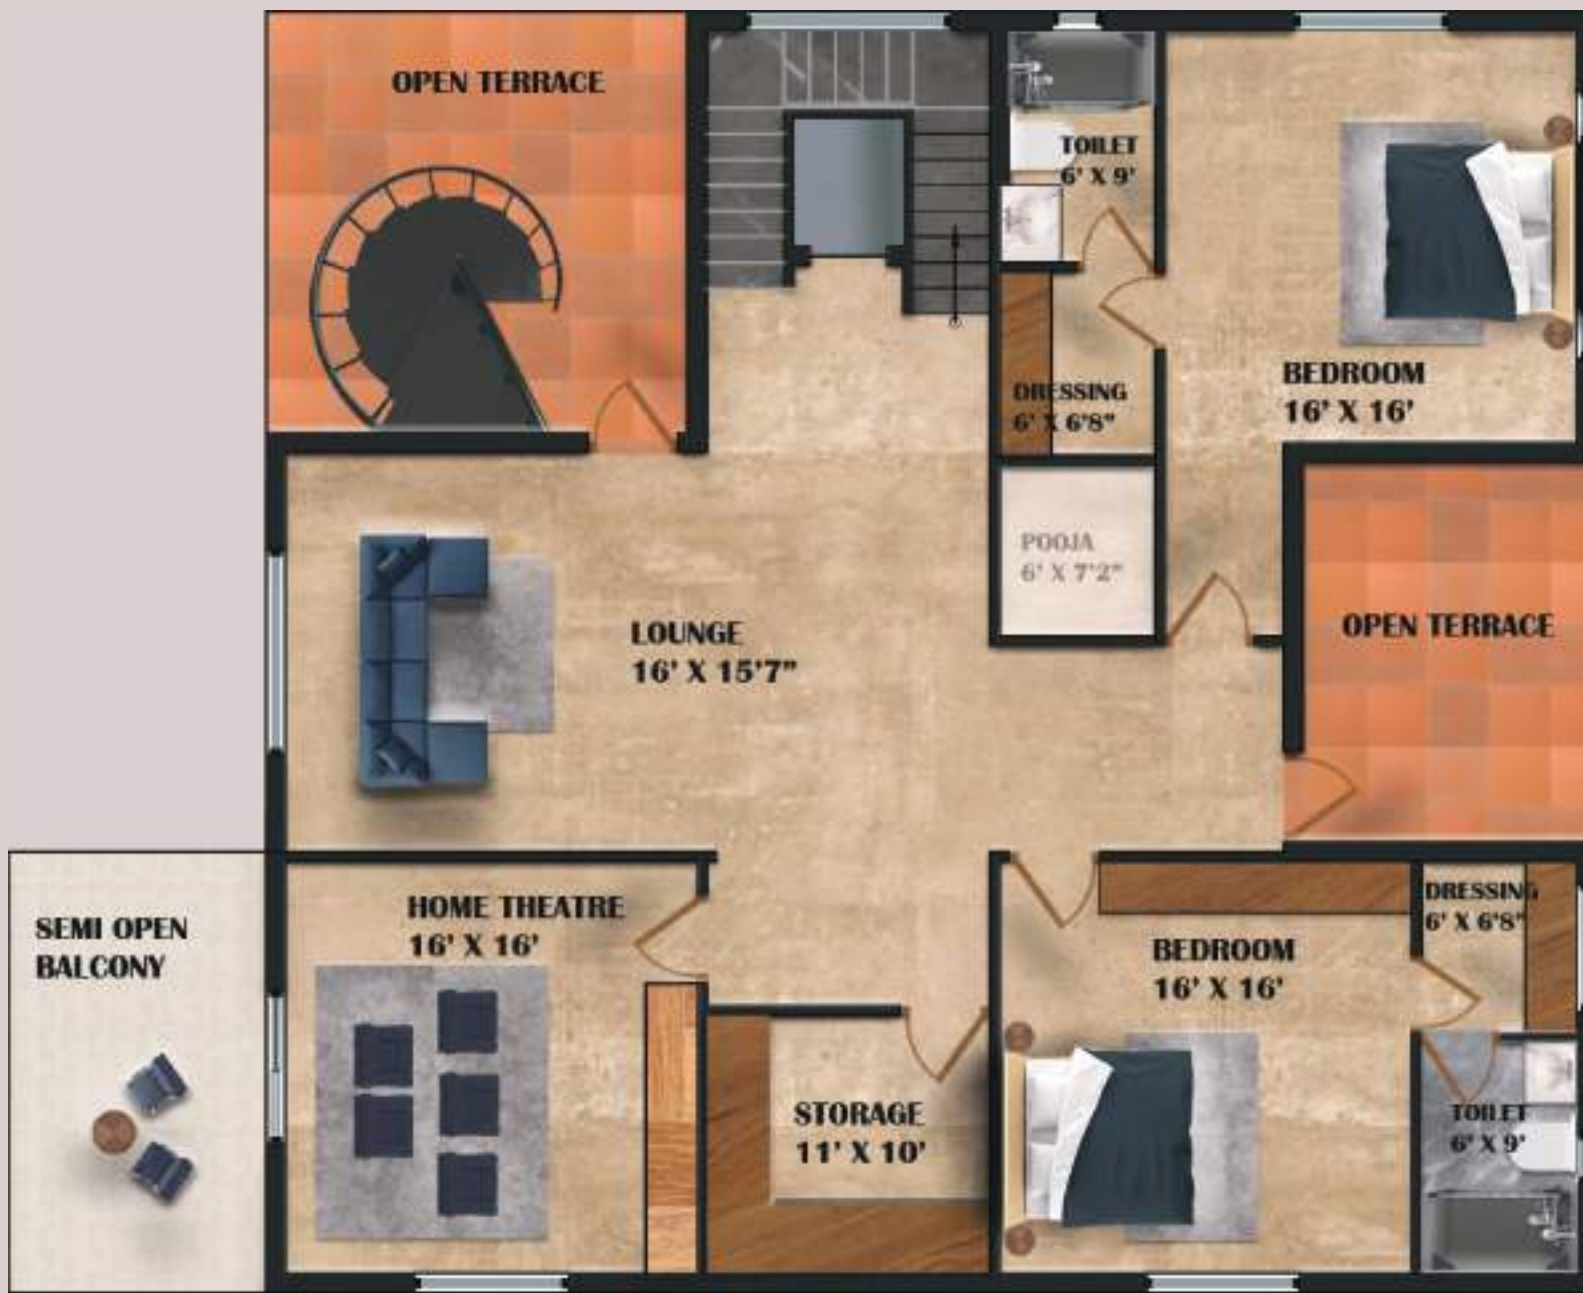 OPEN TERRACE
TOILET
6' X 9'
BEDROOM
16' X 16'
DRESSING
6' X 6'8"
POOJA
6' X 7'2"
LOUNGE
16' X 15'7"
OPEN TERRACE
SEMI OPEN
BALCONY
HOME THEATRE
16' X 16'
STORAGE
11' X 10'
BEDROOM
16' X 16'
DRESSING
6' X 6'8"
TOILET
6' X 9'